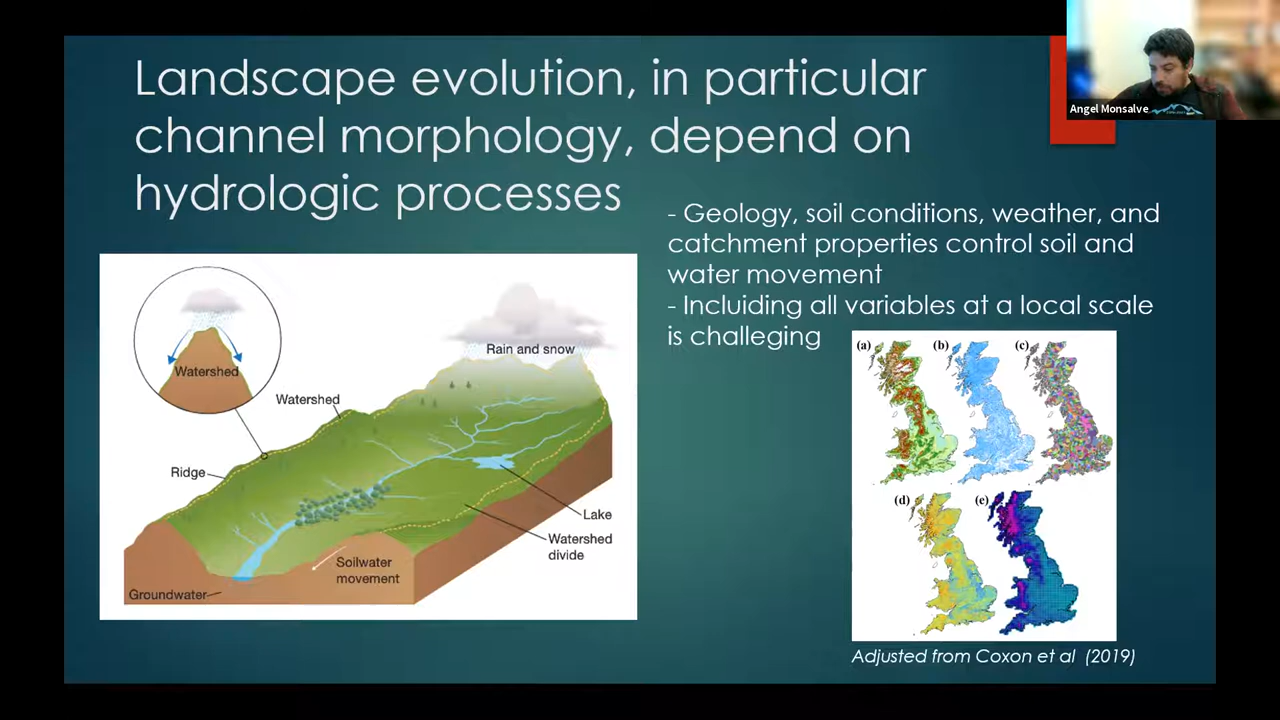 Landscape evolution, in particular
channel morphology, depend on
hydrologic processes
- Geology, soil conditions, weather, and
catchment properties control soil and
water movement
- Incluiding all variables at a local scale
is challeging
Angel Monsalve
Watershed
Rain and snow
Watershed
Ridge
Lake
Watershed
divide
Soilwater
movement
Groundwater
(a)
(b)
(c)
(d)
(e)
Adjusted from Coxon et al (2019)